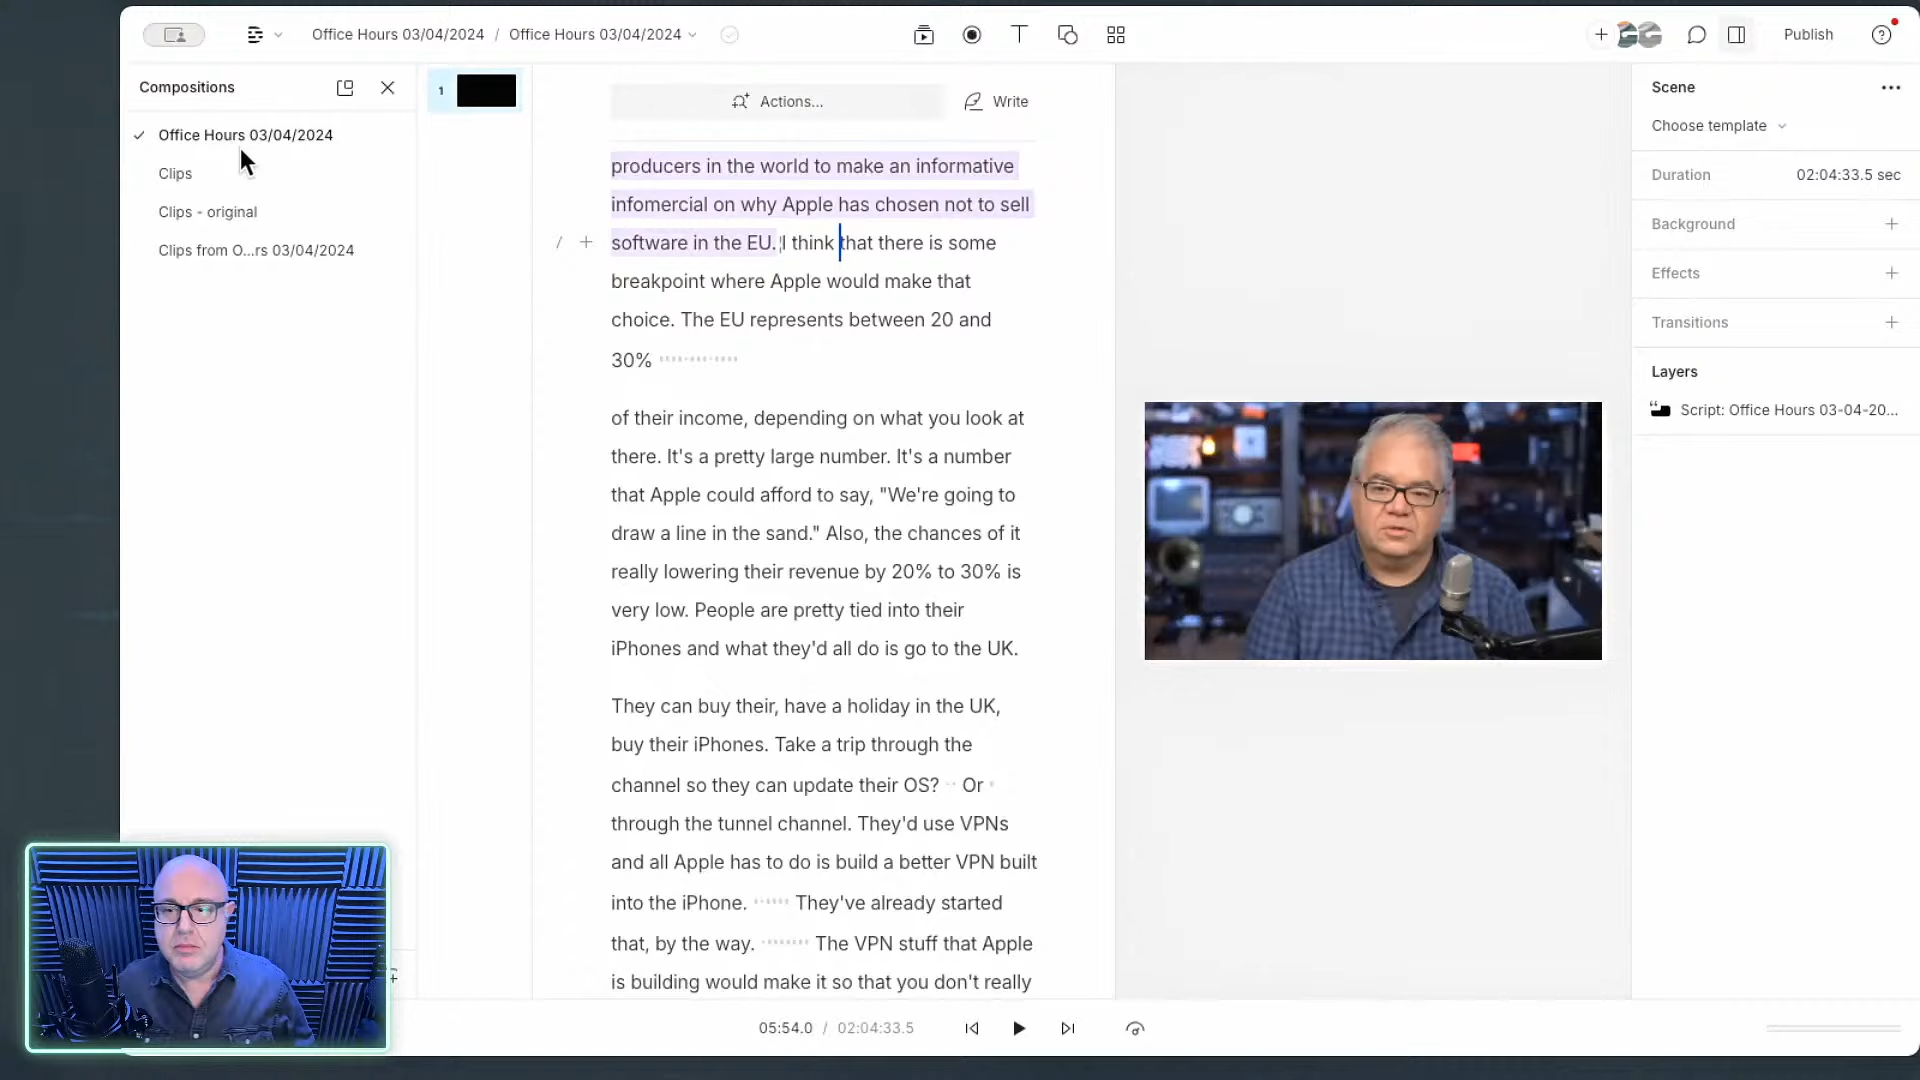 Office Hours 03/04/2024 / Office Hours 03/04/2024
Publish
Compositions
Office Hours 03/04/2024
Clips
Clips - original
Clips from O...rs 03/04/2024
1
Actions...
Write
producers in the world to make an informative
infomercial on why Apple has chosen not to sell
/ + software in the EU. I think that there is some
breakpoint where Apple would make that
choice. The EU represents between 20 and
30%
of their income, depending on what you look at
there. It's a pretty large number. It's a number
that Apple could afford to say, "We're going to
draw a line in the sand." Also, the chances of it
really lowering their revenue by 20% to 30% is
very low. People are pretty tied into their
iPhones and what they'd all do is go to the UK.
They can buy their, have a holiday in the UK,
buy their iPhones. Take a trip through the
channel so they can update their OS? Or
through the tunnel channel. They'd use VPNs
and all Apple has to do is build a better VPN built
into the iPhone. They've already started
that, by the way. The VPN stuff that Apple
is building would make it so that you don't really
05:54.0 / 02:04:33.5
Scene
Choose template
Duration 02:04:33.5 sec
Background
Effects
Transitions
Layers
Script: Office Hours 03-04-20...